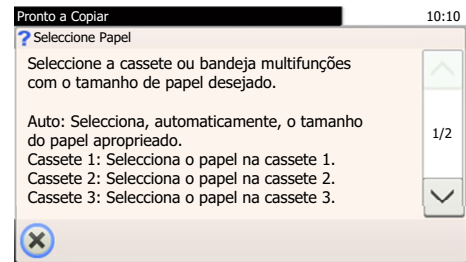 Pronto a Copiar 10:10
? Seleccione Papel
Seleccione a cassete ou bandeja multifunções
com o tamanho de papel desejado.
Auto: Selecciona, automaticamente, o tamanho
do papel aproprieado.
1/2
Cassete 1: Selecciona o papel na cassete 1.
Cassete 2: Selecciona o papel na cassete 2.
Cassete 3: Selecciona o papel na cassete 3.